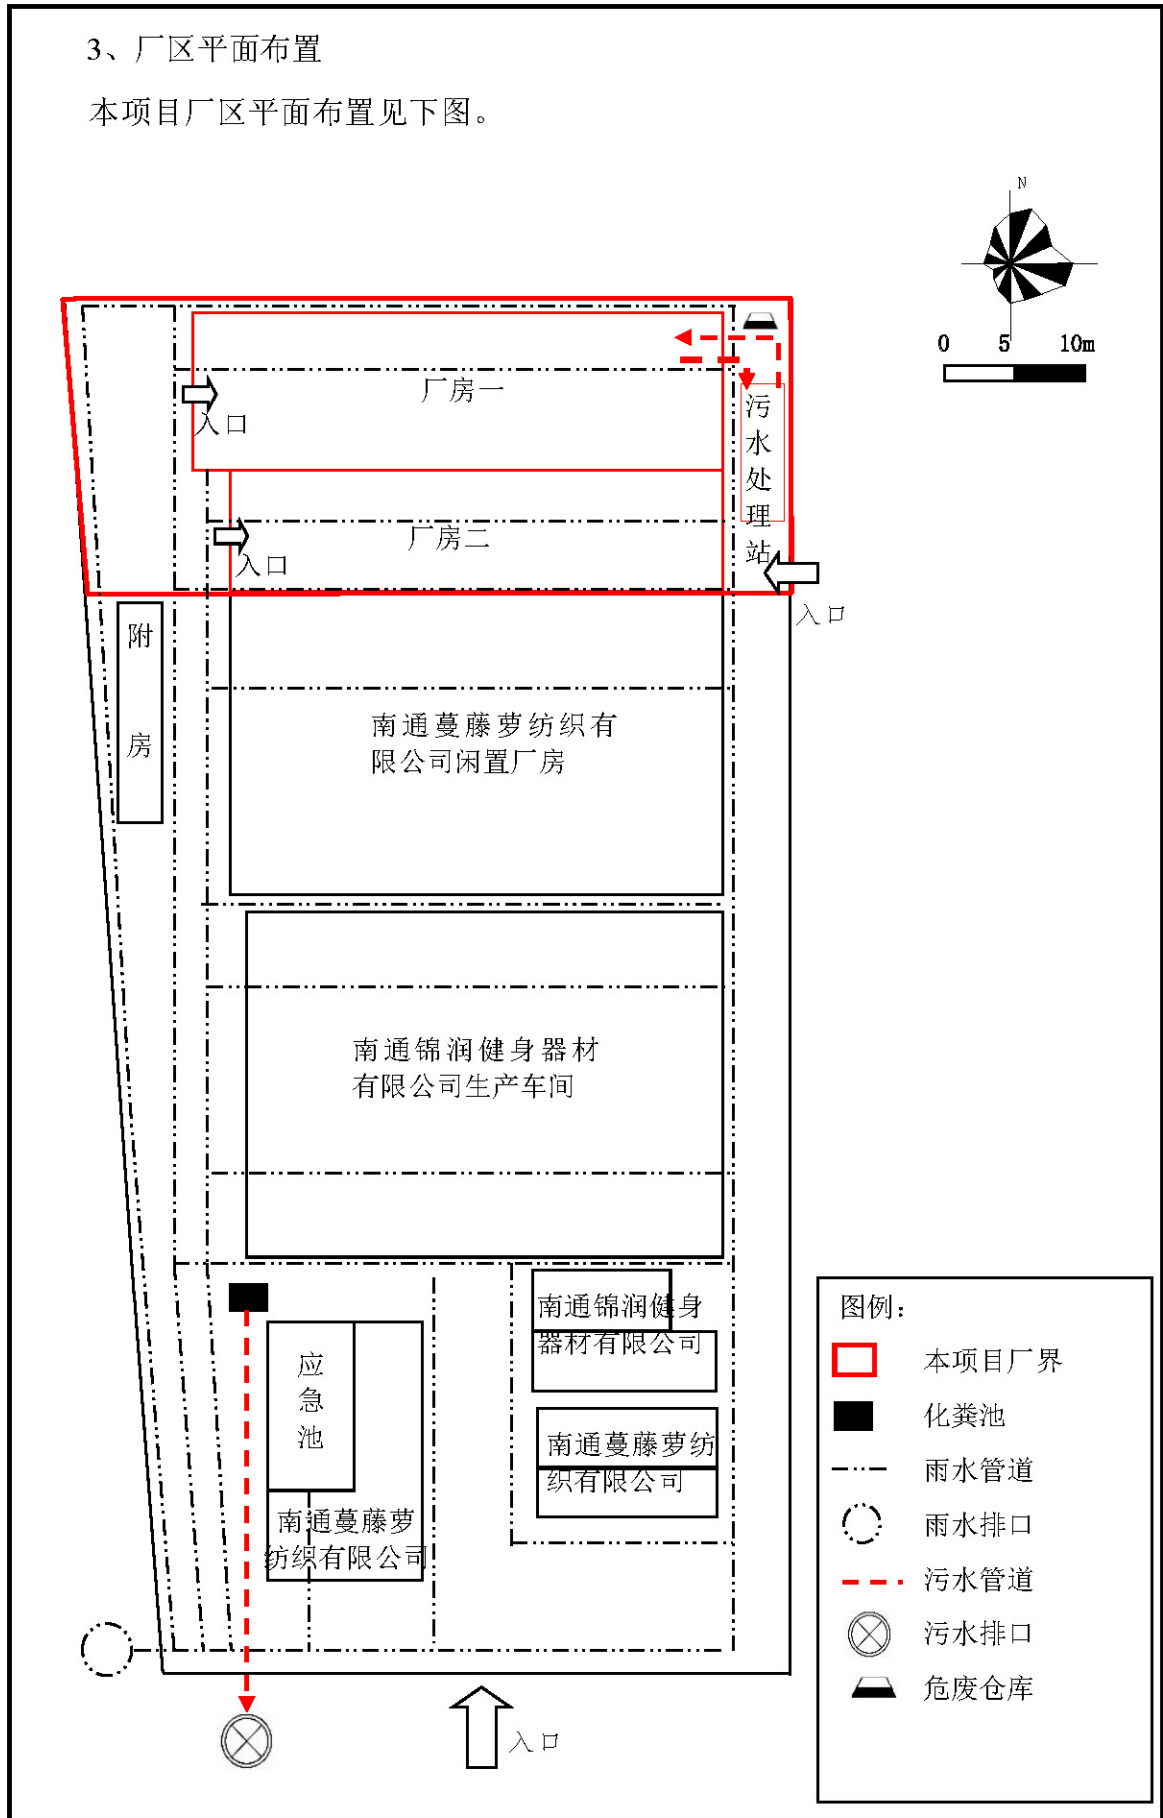 3、厂区平面布置
本项目厂区平面布置见下图。
N
0 5 10m
厂房一
入口
污
水
处
理
站
厂房二
入口
入口
附
房
南通蔓藤萝纺织有
限公司闲置厂房
南通锦润健身器材
有限公司生产车间
南通锦润健身
器材有限公司
应
急
池
南通蔓藤萝纺
织有限公司
南通蔓藤萝
纺织有限公司
入口
图例：
本项目厂界
化粪池
雨水管道
雨水排口
污水管道
污水排口
危废仓库